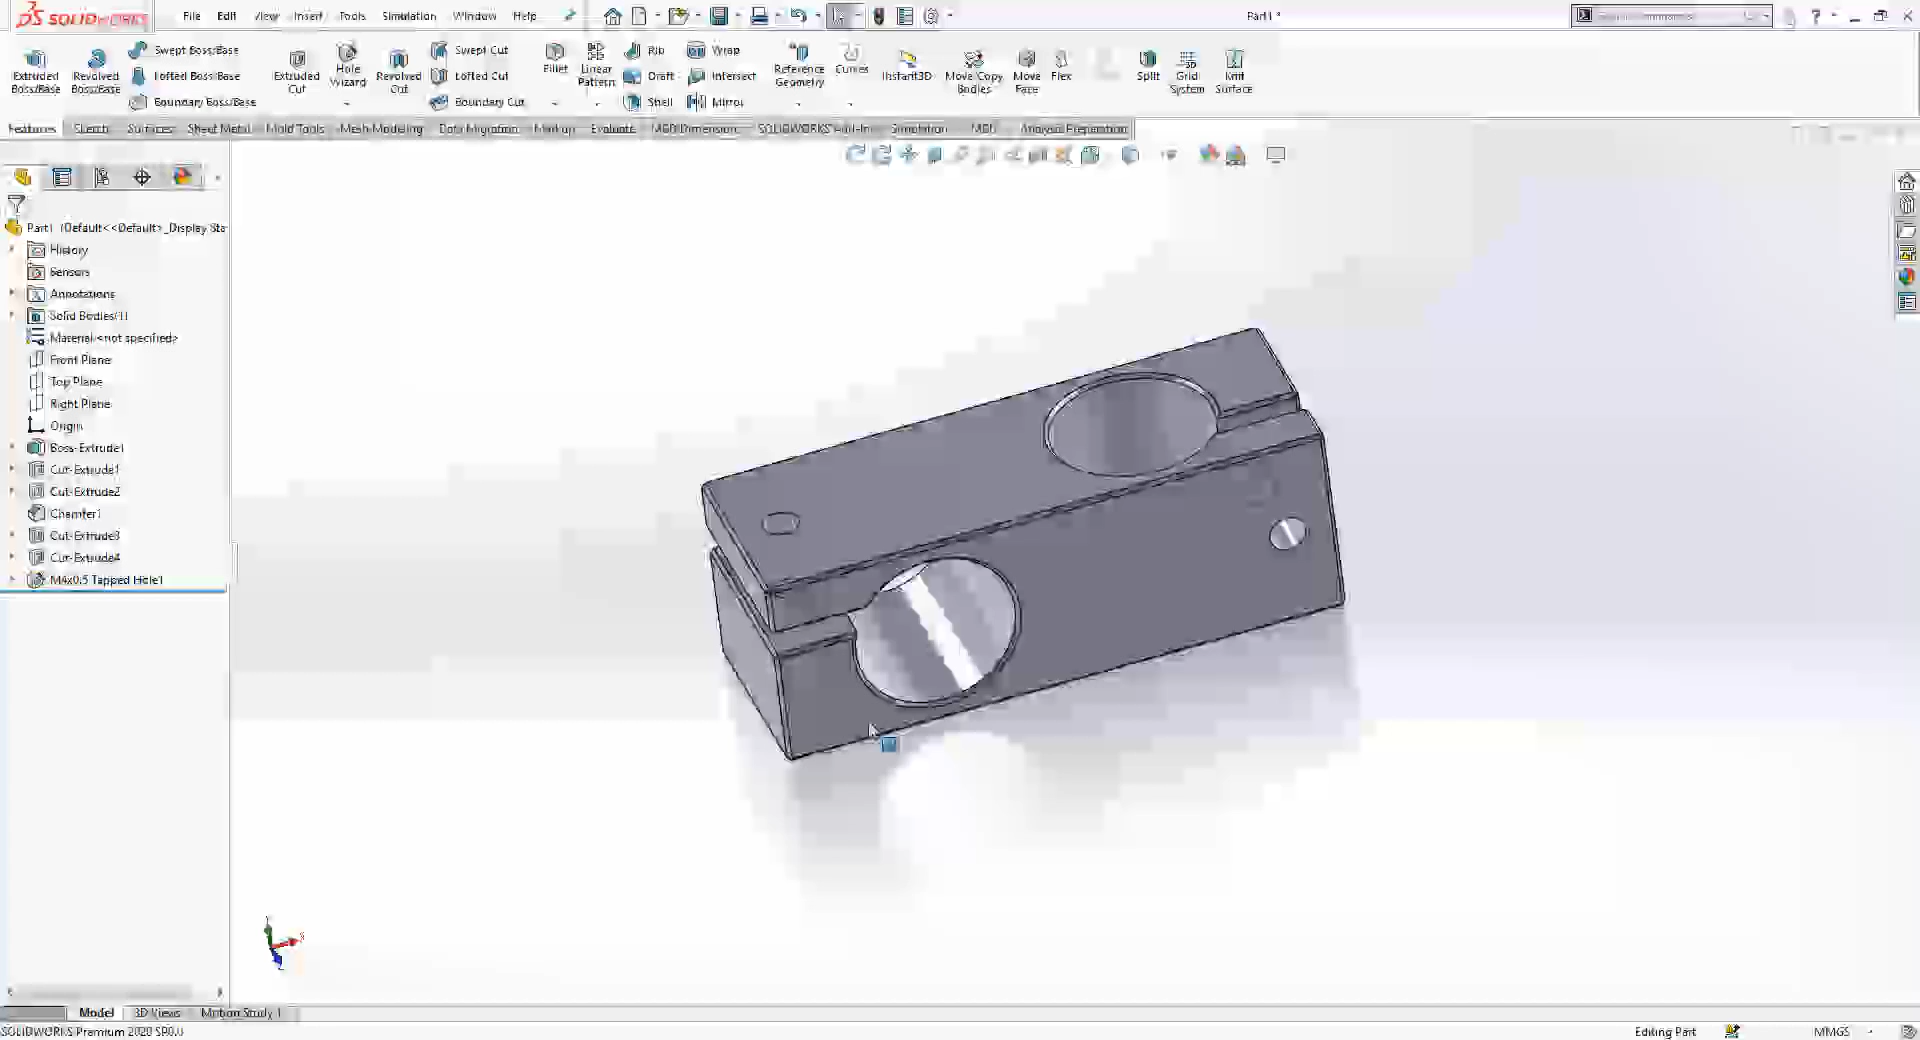 SOLIDWORKS File Edit View Insert Tools Simulation Window Help Part1 *
Extruded Boss/Base
Revolved Boss/Base
Swept Boss/Base
Lofted Boss/Base
Boundary Boss/Base
Extruded Cut
Hole Wizard
Revolved Cut
Swept Cut
Lofted Cut
Boundary Cut
Fillet
Linear Pattern
Rib
Draft
Shell
Wrap
Intersect
Mirror
Reference Geometry
Curves
Instant3D
Move/Copy Bodies
Move Face
Flex
Split
Grid System
Knit Surface
Features Sketch Surfaces Sheet Metal Mold Tools Mesh Modeling Data Migration Markup Evaluate MBD Dimension SOLIDWORKS Add-Ins Simulation MBD Analysis Preparation
Part1 (Default<<Default>_Display Sta
History
Sensors
Annotations
Solid Bodies(1)
Material <not specified>
Front Plane
Top Plane
Right Plane
Origin
Boss-Extrude1
Cut-Extrude1
Cut-Extrude2
Chamfer1
Cut-Extrude3
Cut-Extrude4
M4x0.5 Tapped Hole1
Model 3D Views Motion Study 1
SOLIDWORKS Premium 2020 SP0.0 Editing Part MMGS